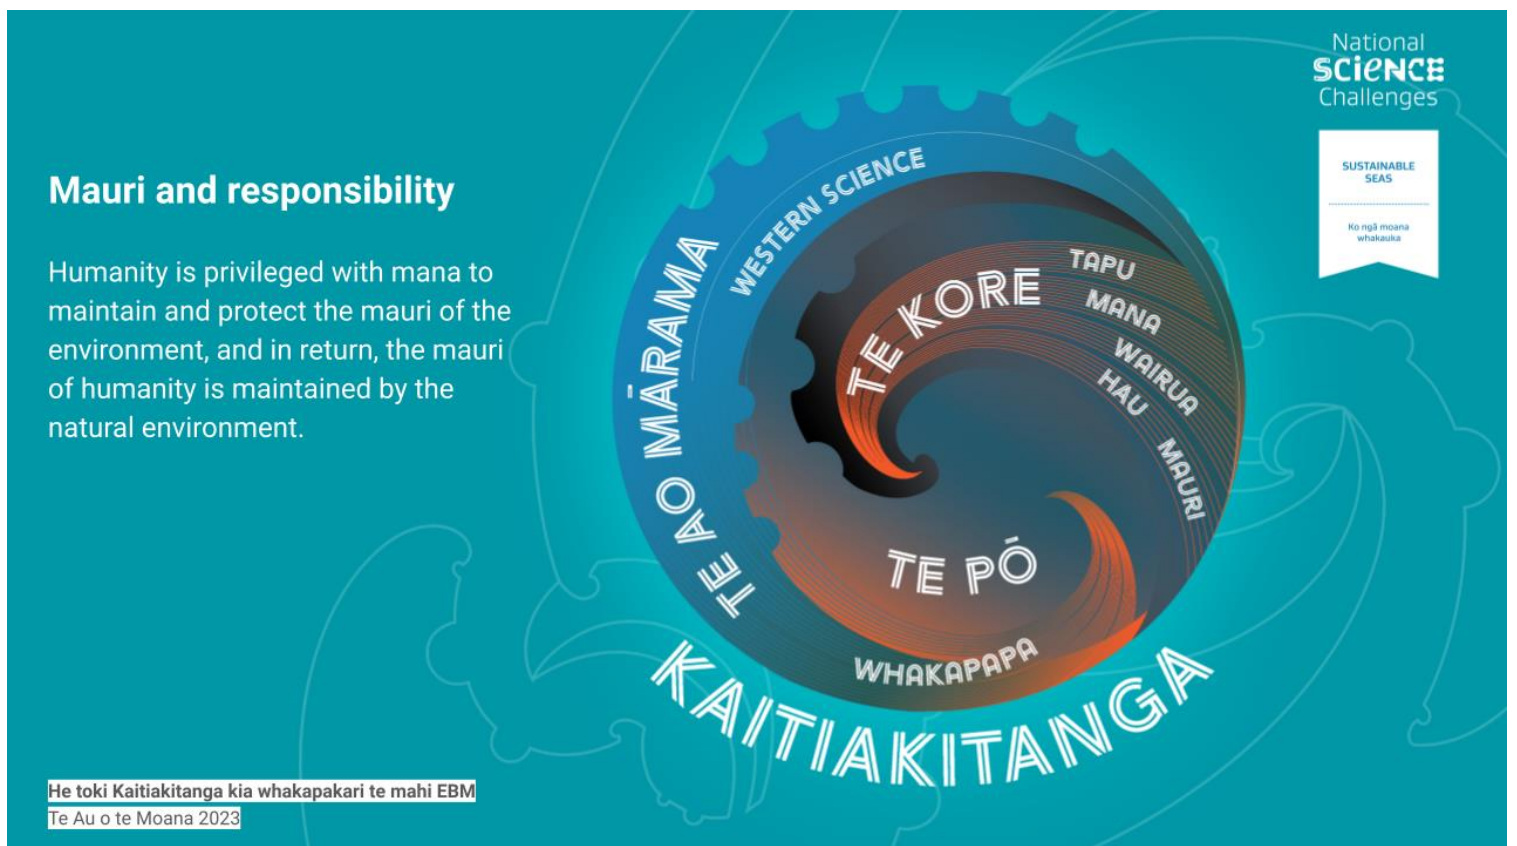 National
SCIENCE
Challenges
SUSTAINABLE
SEAS
Ko ngā moana
whakauka
Mauri and responsibility
Humanity is privileged with mana to
maintain and protect the mauri of the
environment, and in return, the mauri
of humanity is maintained by the
natural environment.
TE AO MĀRAMA
WESTERN SCIENCE
TE KORE
TAPU
MANA
WAIRUA
HAU
MAURI
TE PŌ
WHAKAPAPA
KAITIAKITANGA
He toki Kaitiakitanga kia whakapakari te mahi EBM
Te Au o te Moana 2023